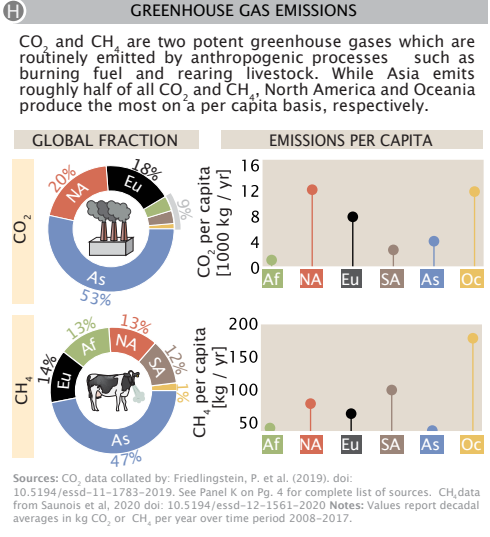 H GREENHOUSE GAS EMISSIONS
CO2 and CH4 are two potent greenhouse gases which are
routinely emitted by anthropogenic processes such as
burning fuel and rearing livestock. While Asia emits
roughly half of all CO2 and CH4, North America and Oceania
produce the most on a per capita basis, respectively.
GLOBAL FRACTION
EMISSIONS PER CAPITA
CO2
20%
18%
9%
53%
NA
Eu
As
CO2 per capita
[1000 kg / yr]
16
12
8
4
0
Af NA Eu SA As Oc
CH4
14%
13%
13%
12%
1%
47%
Eu
Af
NA
SA
As
CH4 per capita
[kg / yr]
200
150
100
50
Af NA Eu SA As Oc
Sources: CO2 data collated by: Friedlingstein, P. et al. (2019). doi:
10.5194/essd-11-1783-2019. See Panel K on Pg. 4 for complete list of sources. CH4data
from Saunois et al, 2020 doi: 10.5194/essd-12-1561-2020 Notes: Values report decadal
averages in kg CO2 or CH4 per year over time period 2008-2017.